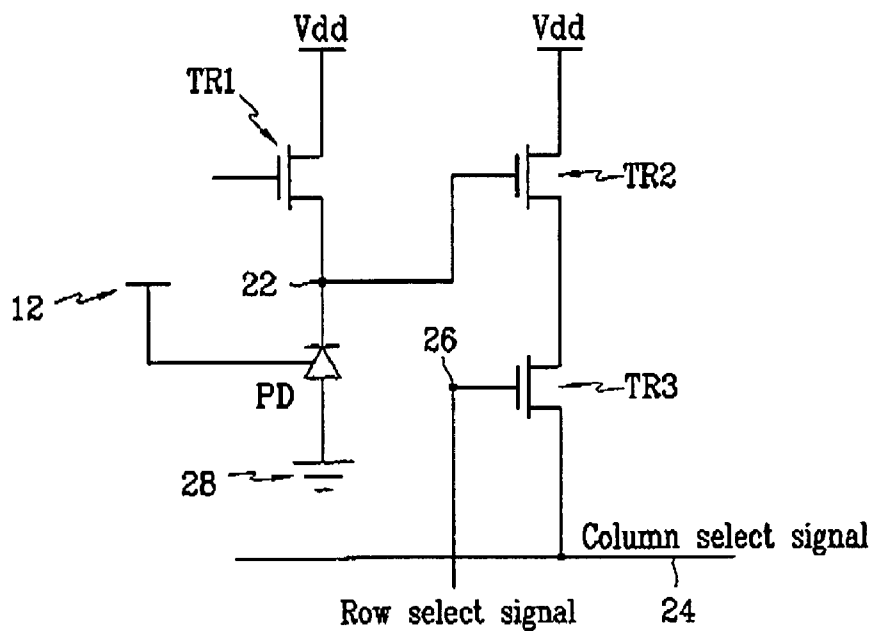 Vdd
Vdd
TR1
TR2
22
12
26
PD
TR3
28
Column select signal
Row select signal
24